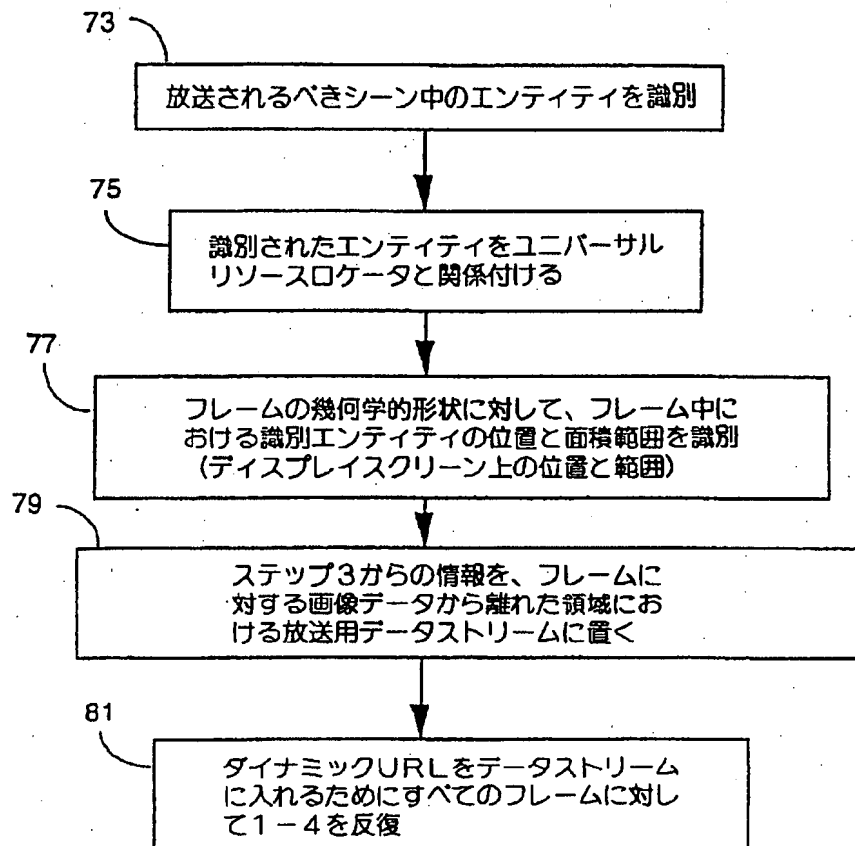 73
放送されるべきシーン中のエンティティを識別
75
識別されたエンティティをユニバーサル
リソースロケータと関係付ける
77
フレームの幾何学的形状に対して、フレーム中に
おける識別エンティティの位置と面積範囲を識別
(ディスプレイスクリーン上の位置と範囲)
79
ステップ3からの情報を、フレームに
対する画像データから離れた領域にお
ける放送用データストリームに置く
81
ダイナミックURLをデータストリーム
に入れるためにすべてのフレームに対し
て1-4を反復